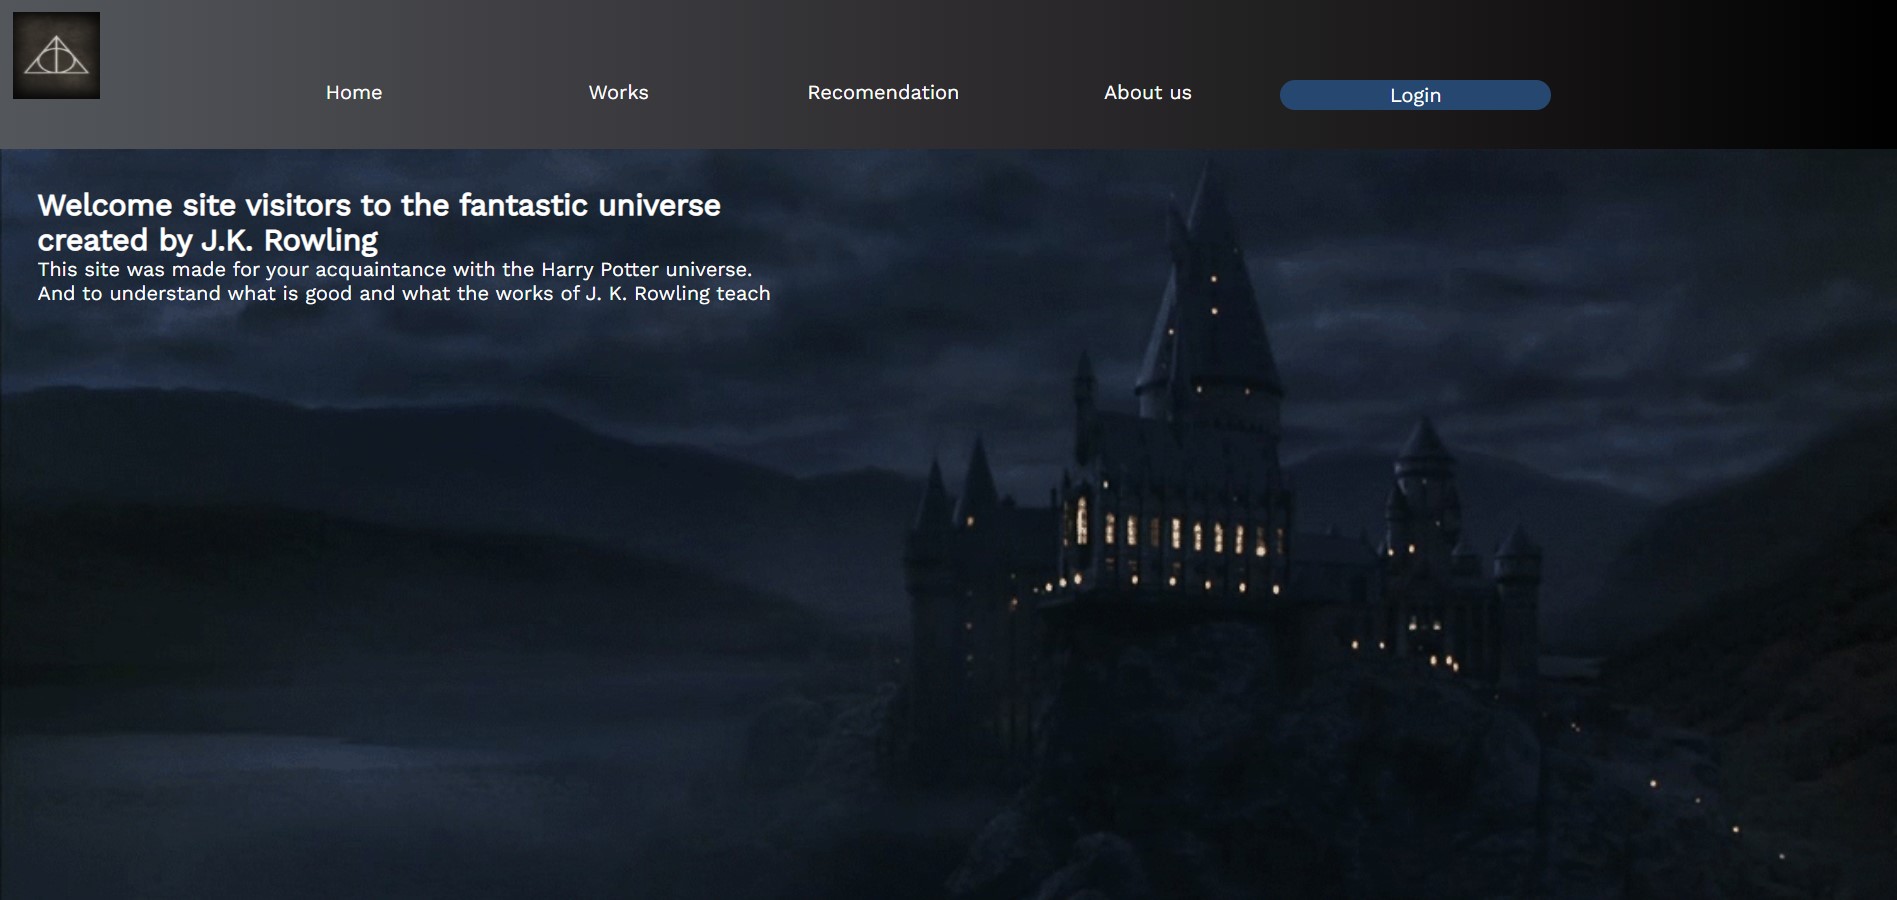 Home
Works
Recomendation
About us
Login
Welcome site visitors to the fantastic universe
created by J.K. Rowling
This site was made for your acquaintance with the Harry Potter universe.
And to understand what is good and what the works of J. K. Rowling teach